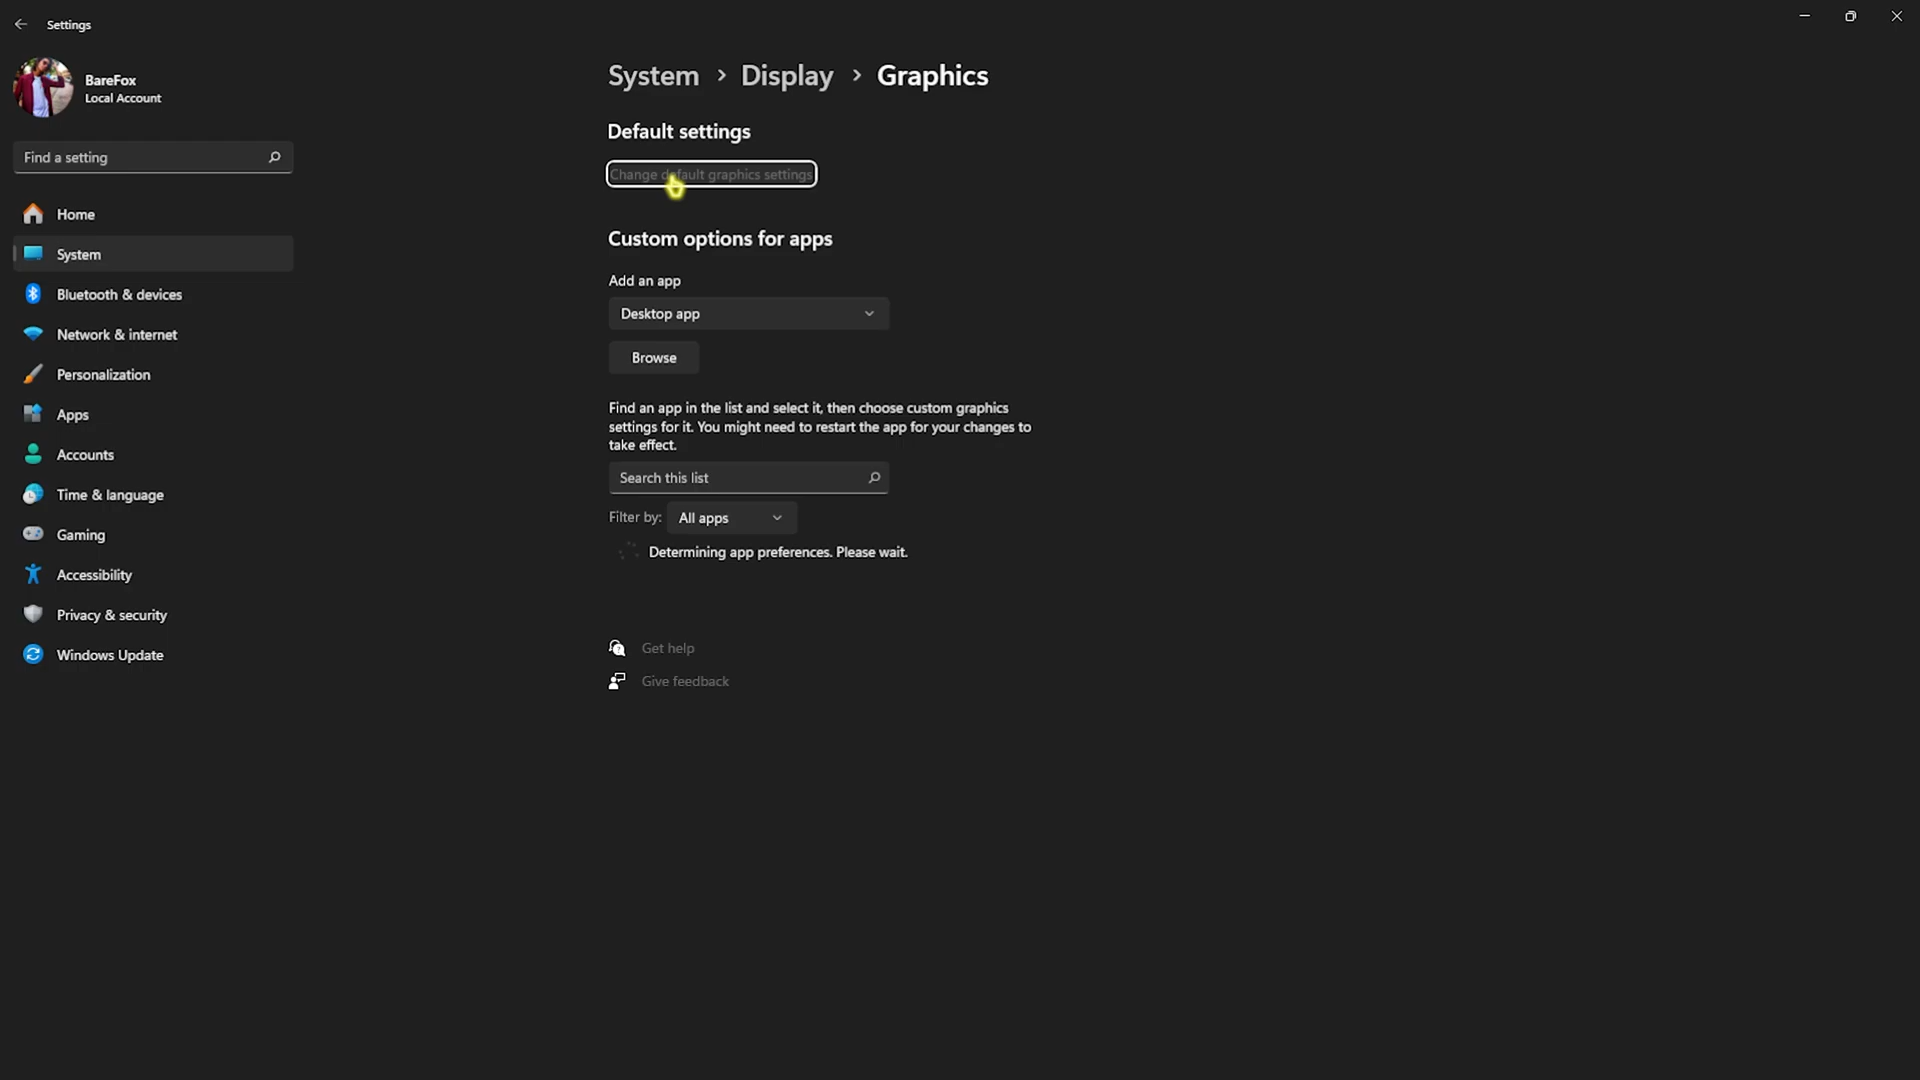 Settings
BareFox
Local Account
Find a setting
Home
System
Bluetooth & devices
Network & internet
Personalization
Apps
Accounts
Time & language
Gaming
Accessibility
Privacy & security
Windows Update
System > Display > Graphics
Default settings
Change default graphics settings
Custom options for apps
Add an app
Desktop app
Browse
Find an app in the list and select it, then choose custom graphics
settings for it. You might need to restart the app for your changes to
take effect.
Search this list
Filter by: All apps
Determining app preferences. Please wait.
Get help
Give feedback